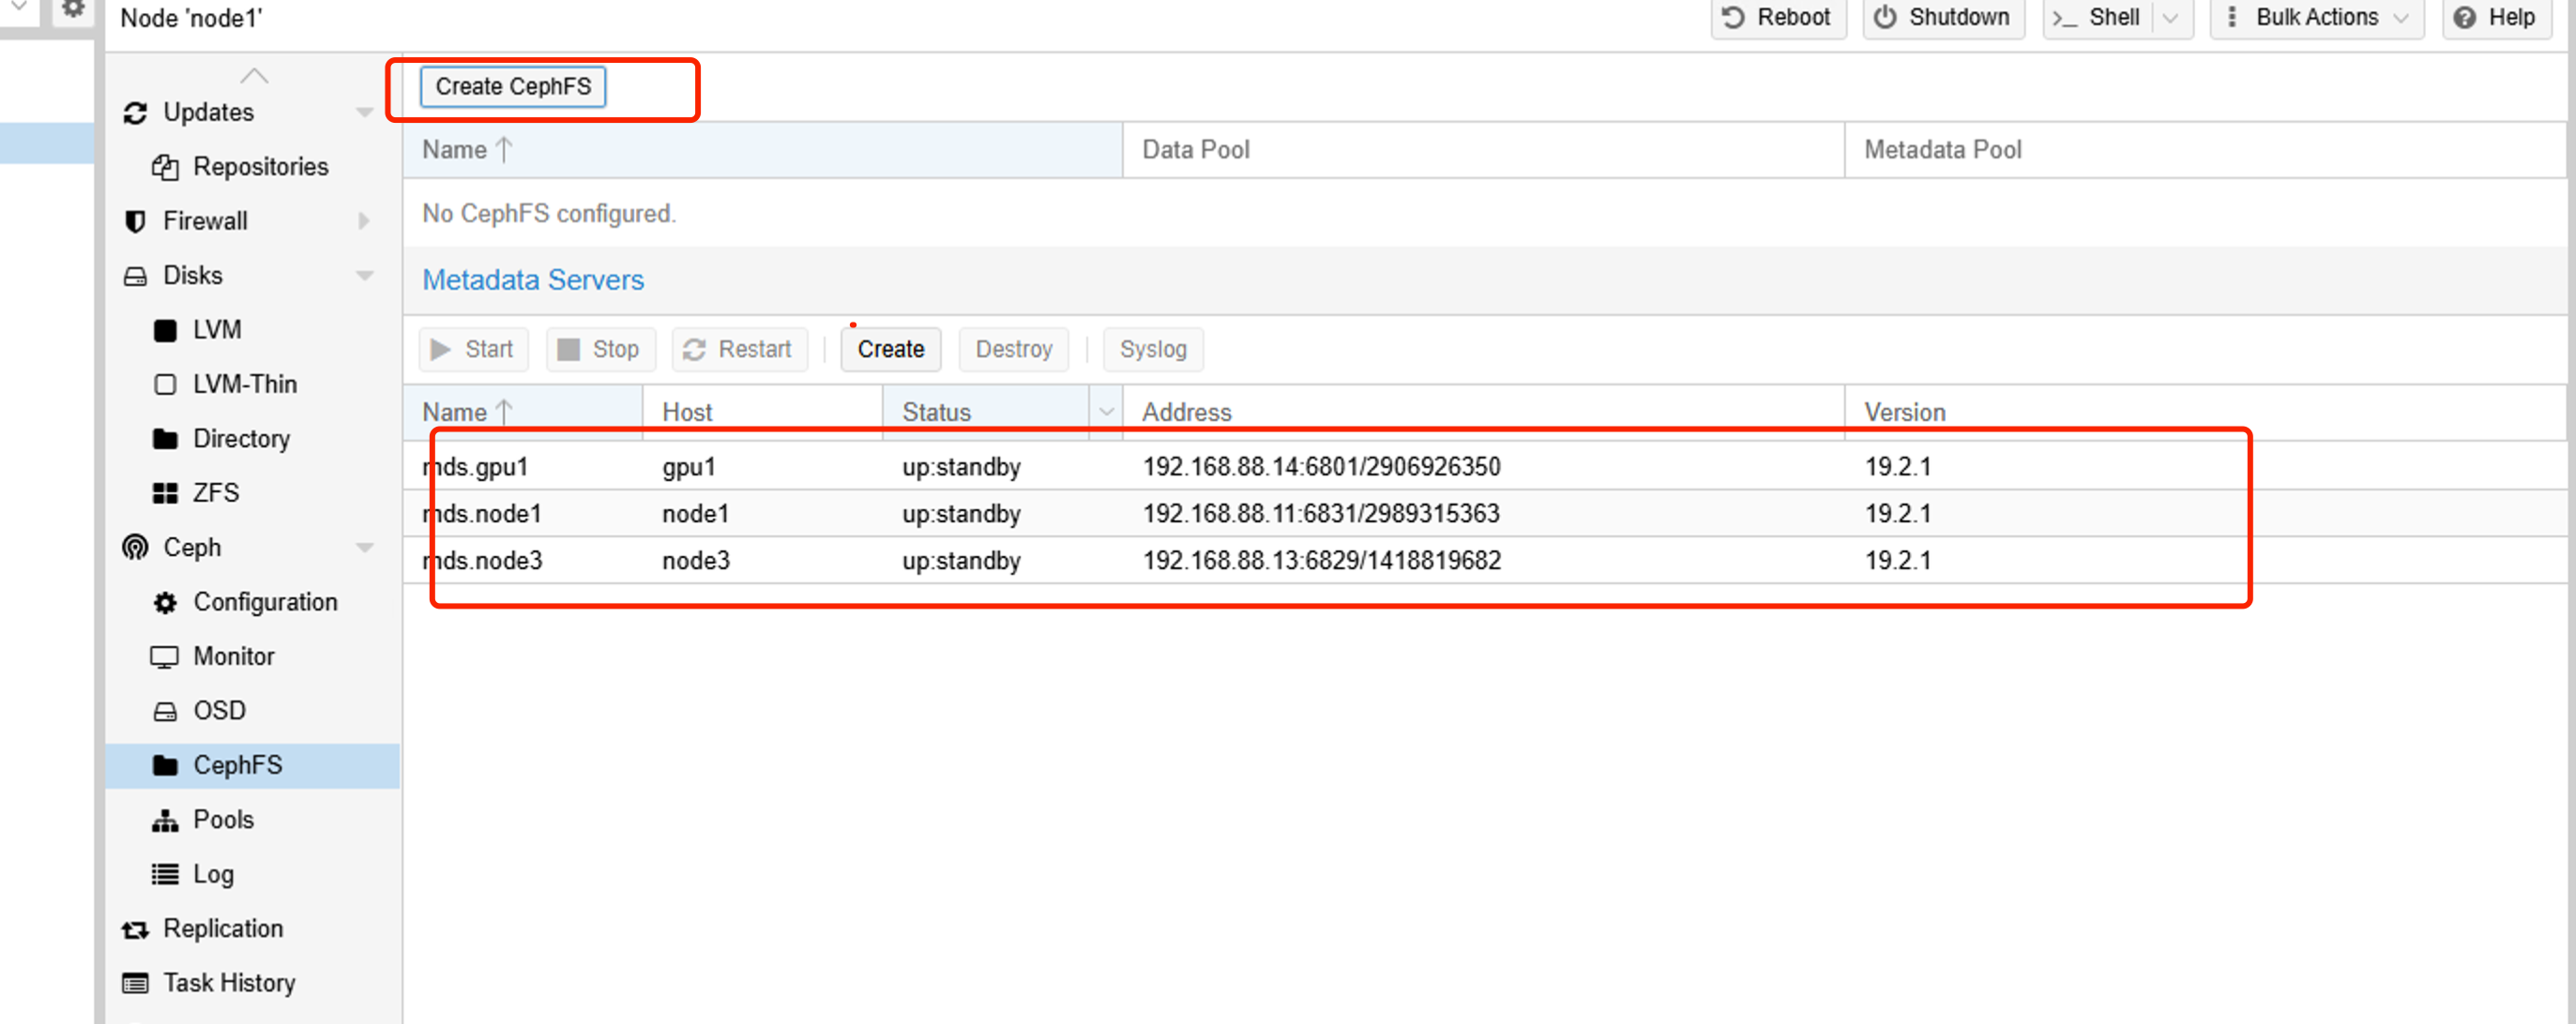 Node 'node1'
Reboot
Shutdown
Shell
Bulk Actions
Help
Updates
Repositories
Firewall
Disks
LVM
LVM-Thin
Directory
ZFS
Ceph
Configuration
Monitor
OSD
CephFS
Pools
Log
Replication
Task History
Create CephFS
Name Data Pool Metadata Pool
No CephFS configured.
Metadata Servers
Start Stop Restart Create Destroy Syslog
Name Host Status Address Version
mds.gpu1 gpu1 up:standby 192.168.88.14:6801/2906926350 19.2.1
mds.node1 node1 up:standby 192.168.88.11:6831/2989315363 19.2.1
mds.node3 node3 up:standby 192.168.88.13:6829/1418819682 19.2.1